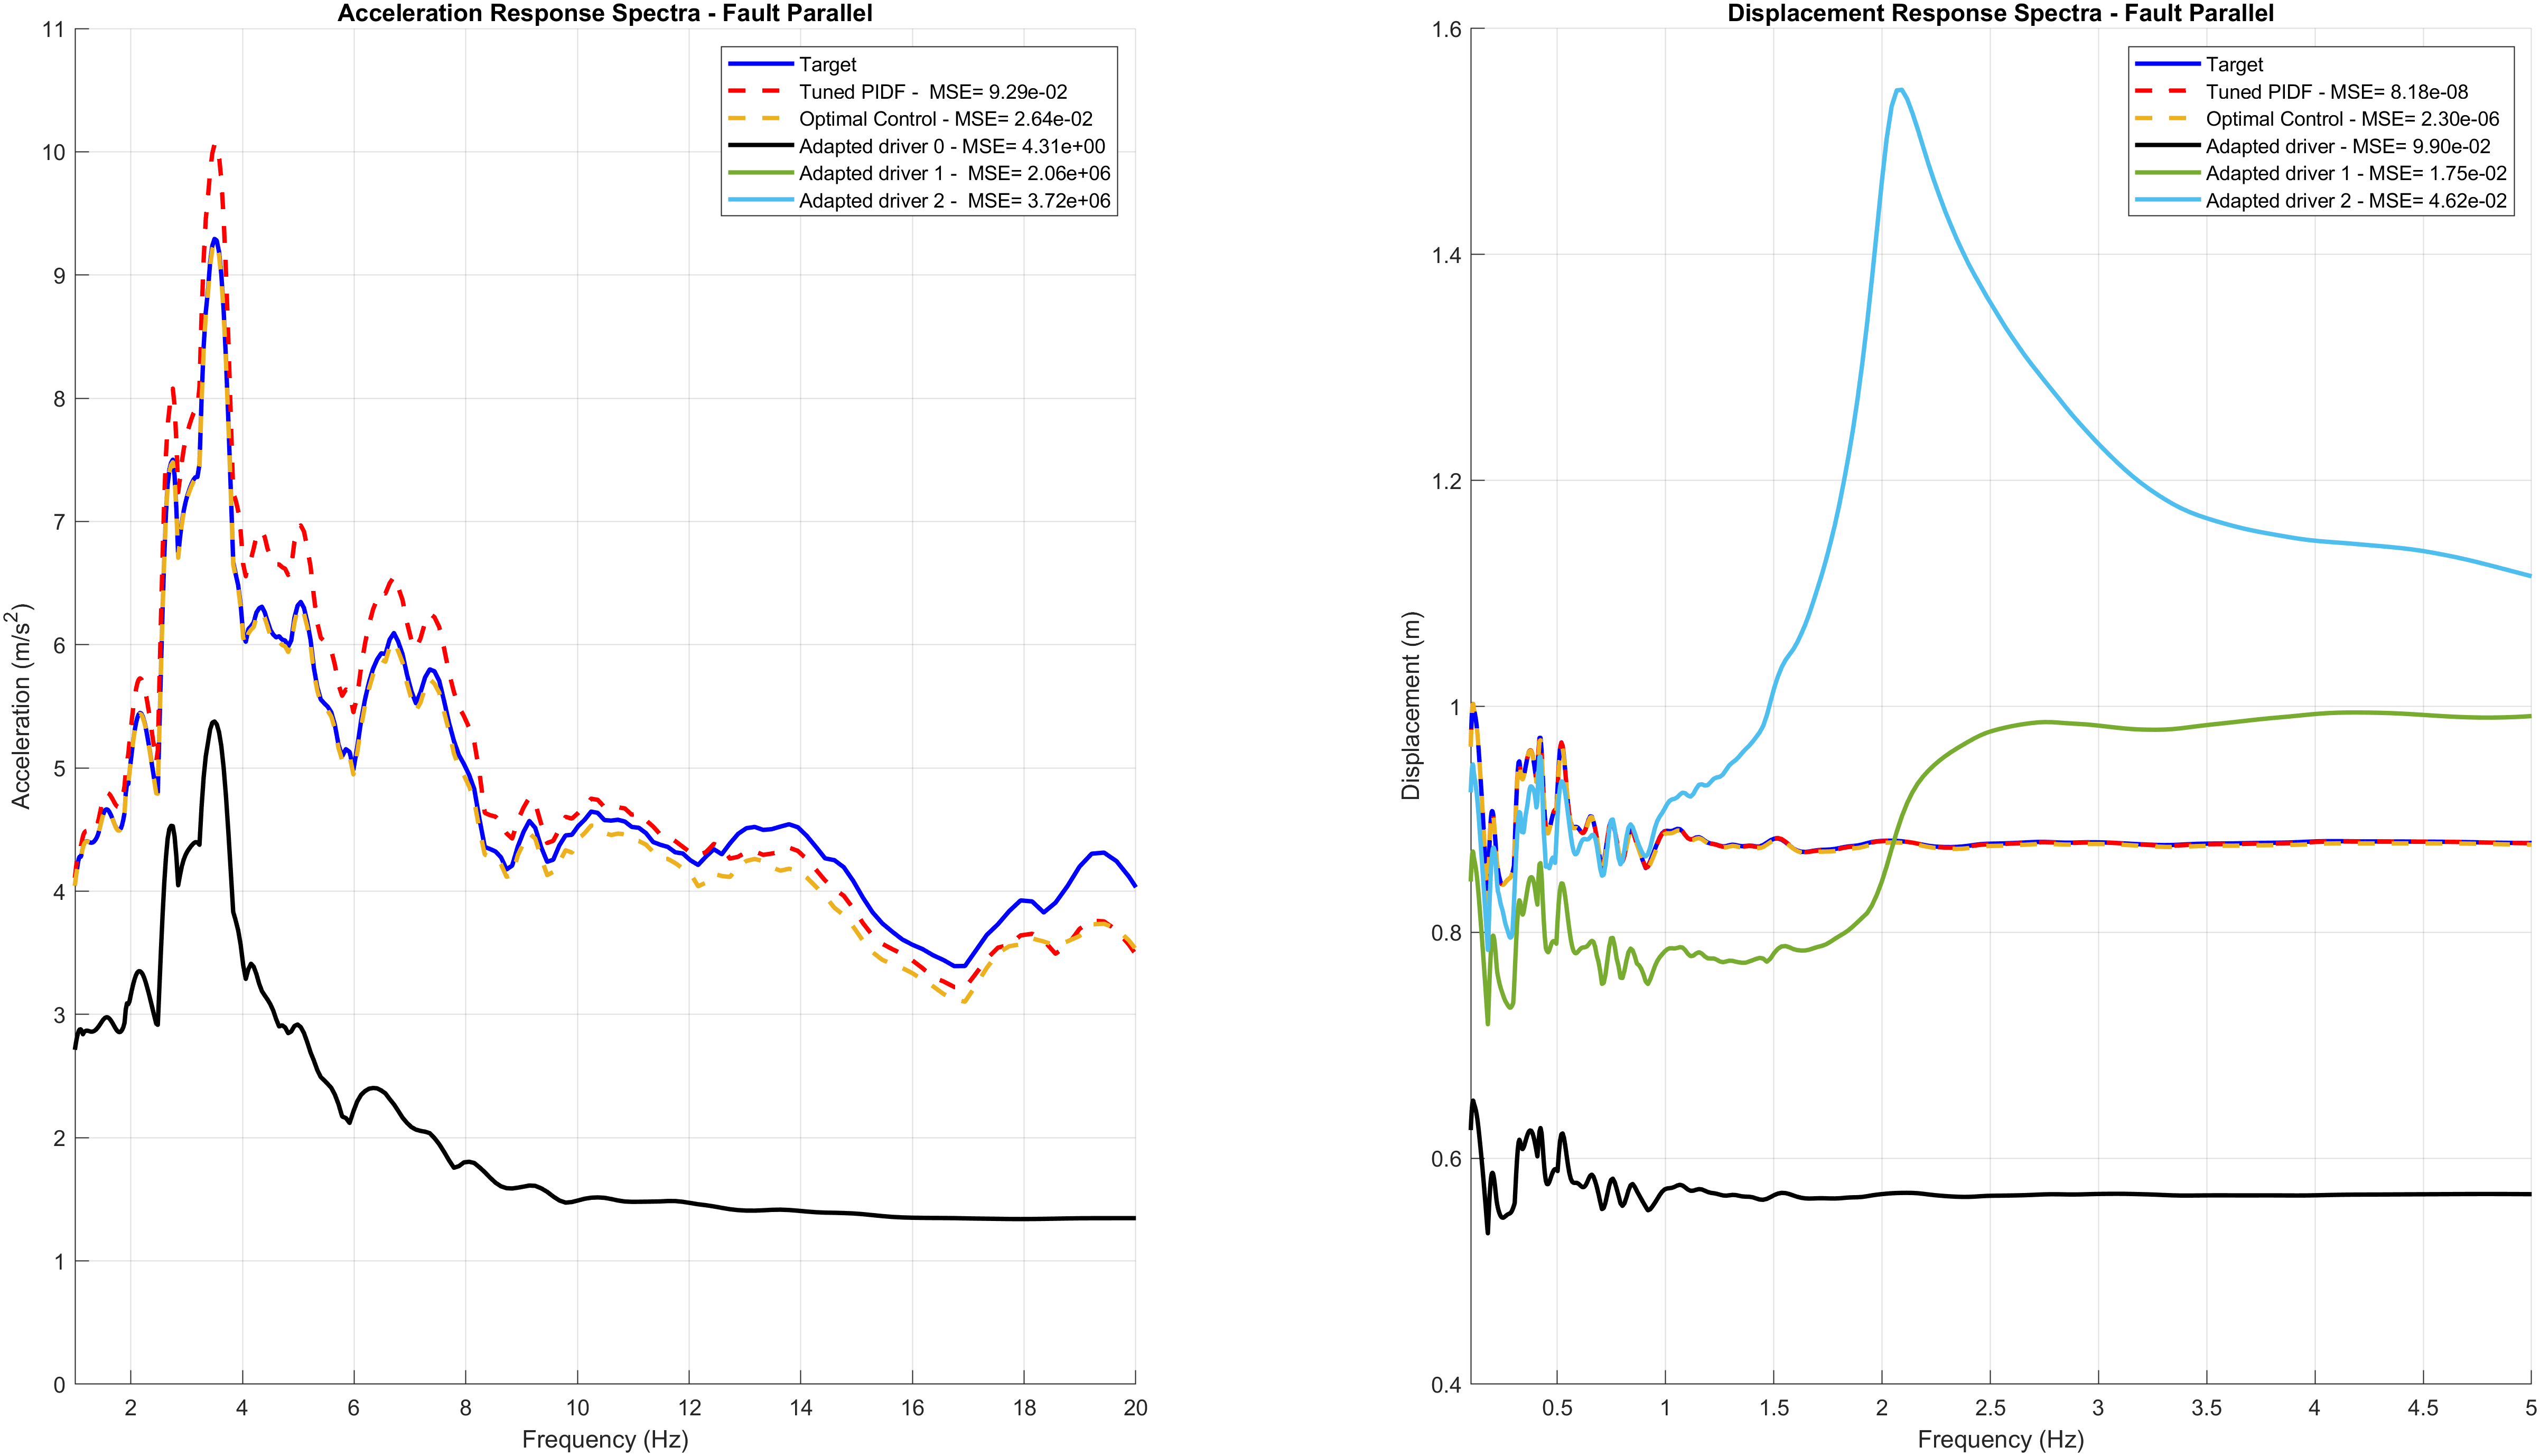 Acceleration Response Spectra - Fault Parallel
11
10
9
8
7
6
5
4
3
2
1
0
Acceleration (m/s²)
Target
Tuned PIDF - MSE= 9.29e-02
Optimal Control - MSE= 2.64e-02
Adapted driver 0 - MSE= 4.31e+00
Adapted driver 1 - MSE= 2.06e+06
Adapted driver 2 - MSE= 3.72e+06
2 4 6 8 10 12 14 16 18 20
Frequency (Hz)
Displacement Response Spectra - Fault Parallel
1.6
1.4
1.2
1
0.8
0.6
0.4
Displacement (m)
Target
Tuned PIDF - MSE= 8.18e-08
Optimal Control - MSE= 2.30e-06
Adapted driver - MSE= 9.90e-02
Adapted driver 1 - MSE= 1.75e-02
Adapted driver 2 - MSE= 4.62e-02
0.5 1 1.5 2 2.5 3 3.5 4 4.5 5
Frequency (Hz)